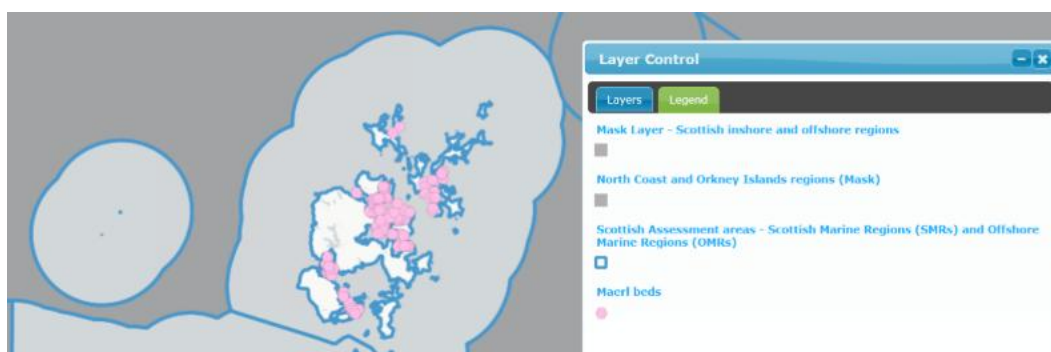 Layer Control
Layers
Legend
Mask Layer - Scottish inshore and offshore regions
North Coast and Orkney Islands regions (Mask)
Scottish Assessment areas - Scottish Marine Regions (SMRs) and Offshore
Marine Regions (OMRs)
Maerl beds